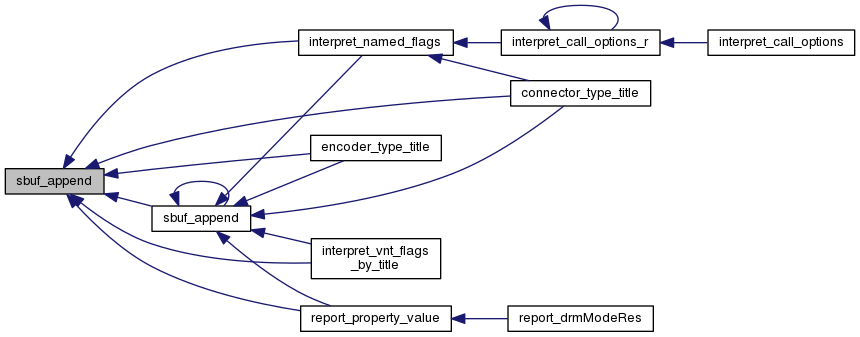 interpret_named_flags
interpret_call_options_r
interpret_call_options
connector_type_title
encoder_type_title
sbuf_append
sbuf_append
interpret_vnt_flags
_by_title
report_property_value
report_drmModeRes